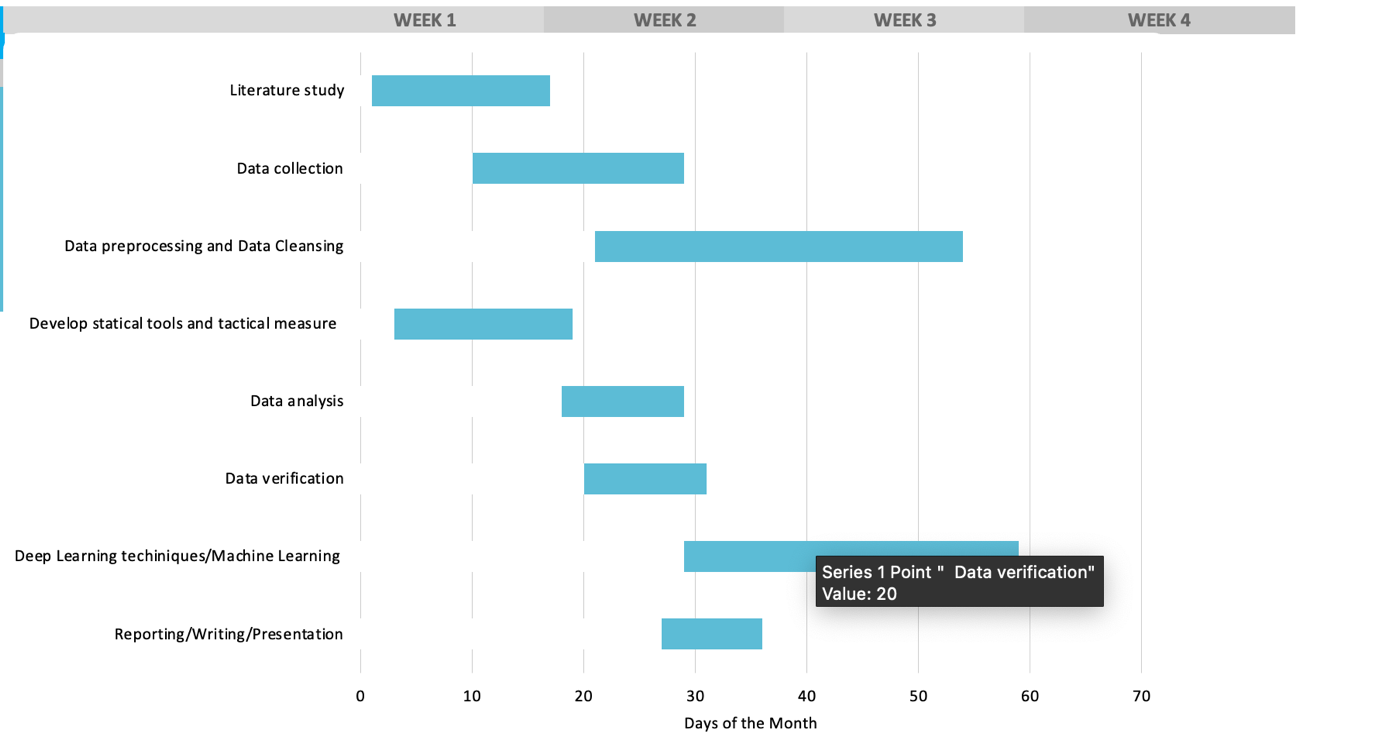 WEEK 1 WEEK 2 WEEK 3 WEEK 4
Literature study
Data collection
Data preprocessing and Data Cleansing
Develop statical tools and tactical measure
Data analysis
Data verification
Deep Learning techiniques/Machine Learning
Series 1 Point " Data verification"
Value: 20
Reporting/Writing/Presentation
0 10 20 30 40 50 60 70
Days of the Month